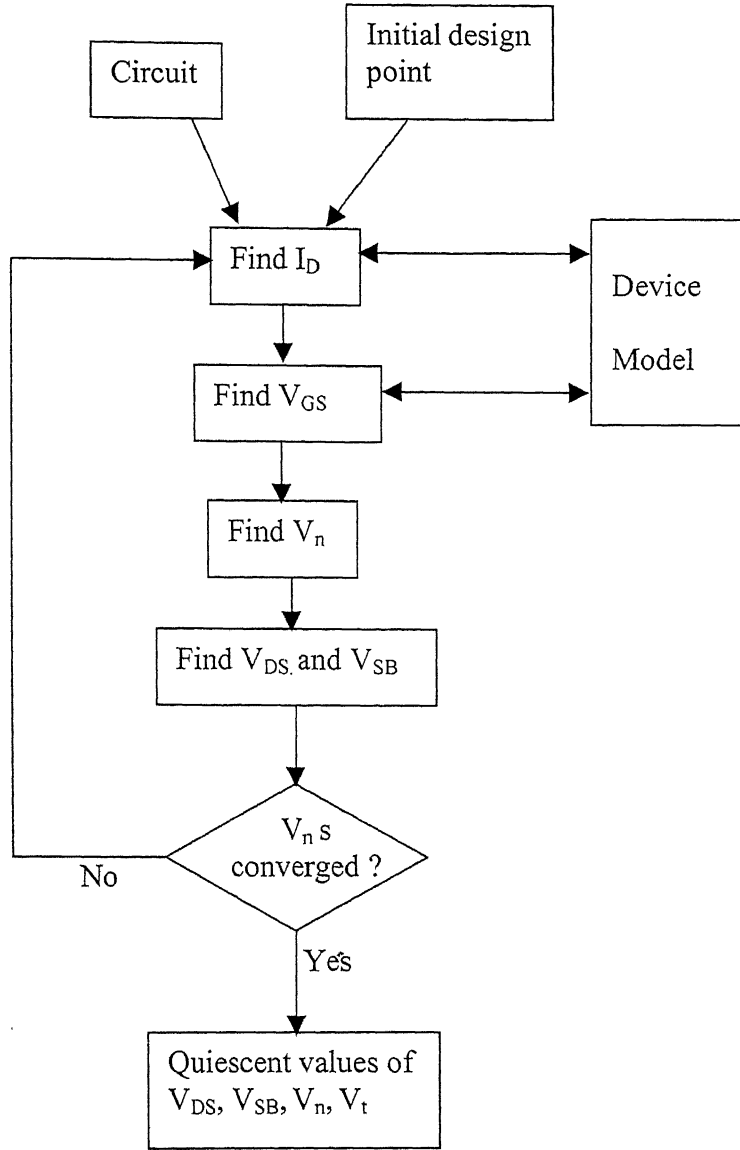 Circuit
Initial design
point
Find I_D
Device
Model
Find V_GS
Find V_n
Find V_DS. and V_SB
V_n s
converged ?
No
Yes
Quiescent values of
V_DS, V_SB, V_n, V_t